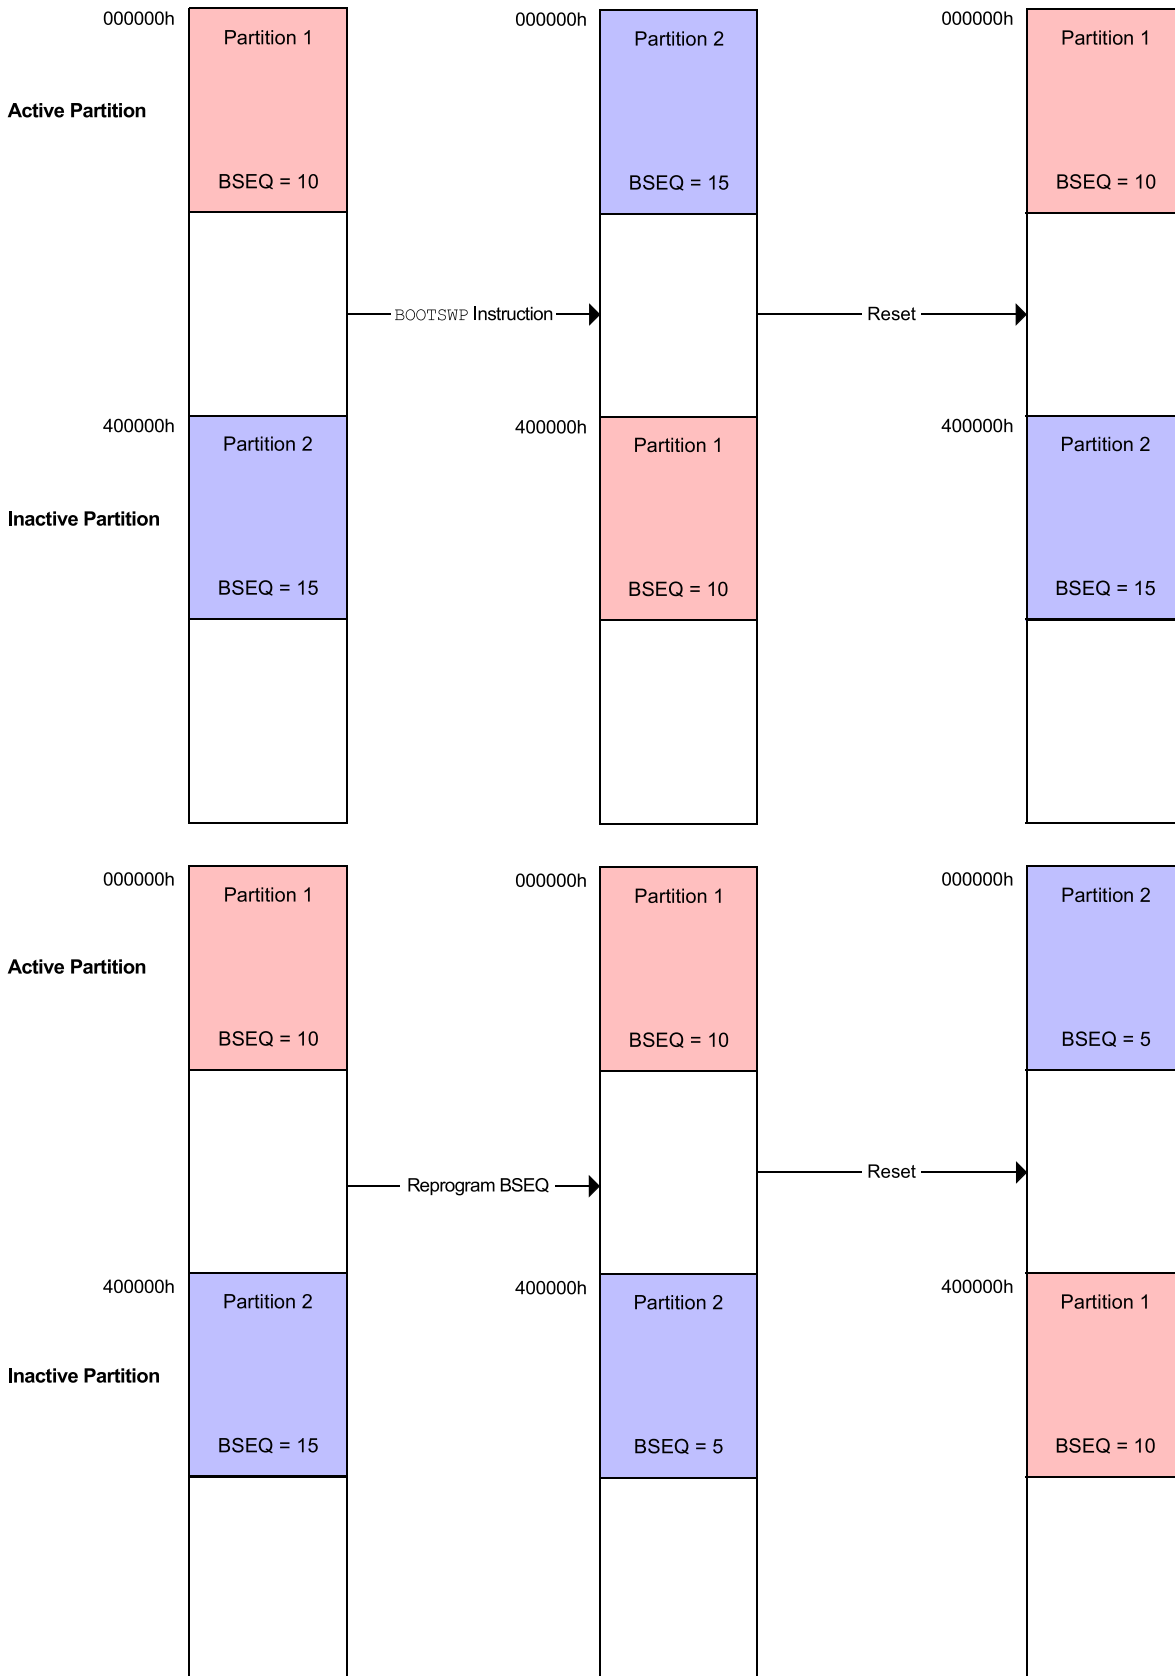 000000h
000000h
000000h
Partition 1
Partition 2
Partition 1
Active Partition
BSEQ = 10
BSEQ = 15
BSEQ = 10
BOOTSWP Instruction
Reset
400000h
400000h
400000h
Partition 2
Partition 1
Partition 2
Inactive Partition
BSEQ = 15
BSEQ = 10
BSEQ = 15
000000h
000000h
000000h
Partition 1
Partition 1
Partition 2
Active Partition
BSEQ = 10
BSEQ = 10
BSEQ = 5
Reprogram BSEQ
Reset
400000h
400000h
400000h
Partition 2
Partition 2
Partition 1
Inactive Partition
BSEQ = 15
BSEQ = 5
BSEQ = 10